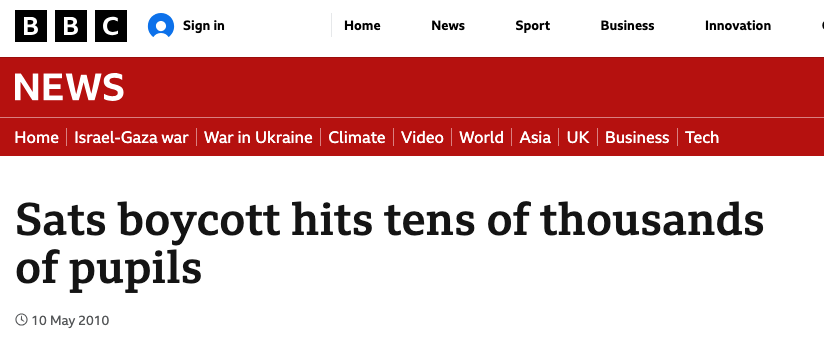 BBC Sign in Home News Sport Business Innovation
NEWS
Home Israel-Gaza war War in Ukraine Climate Video World Asia UK Business Tech
Sats boycott hits tens of thousands
of pupils
10 May 2010